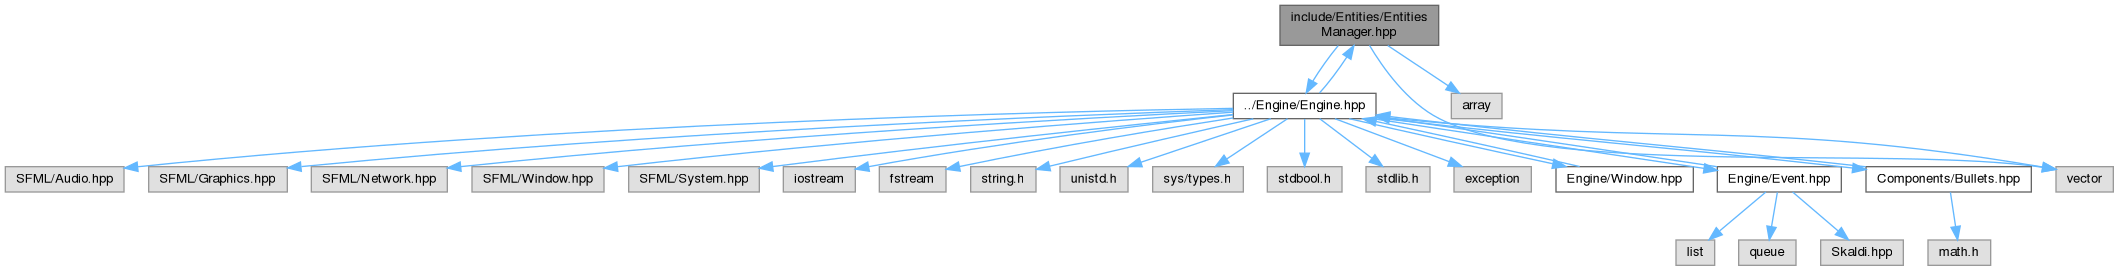 include/Entities/Entities
Manager.hpp
../Engine/Engine.hpp
array
SFML/Audio.hpp
SFML/Graphics.hpp
SFML/Network.hpp
SFML/Window.hpp
SFML/System.hpp
iostream
fstream
string.h
unistd.h
sys/types.h
stdbool.h
stdlib.h
exception
Engine/Window.hpp
Engine/Event.hpp
Components/Bullets.hpp
vector
list
queue
Skaldi.hpp
math.h